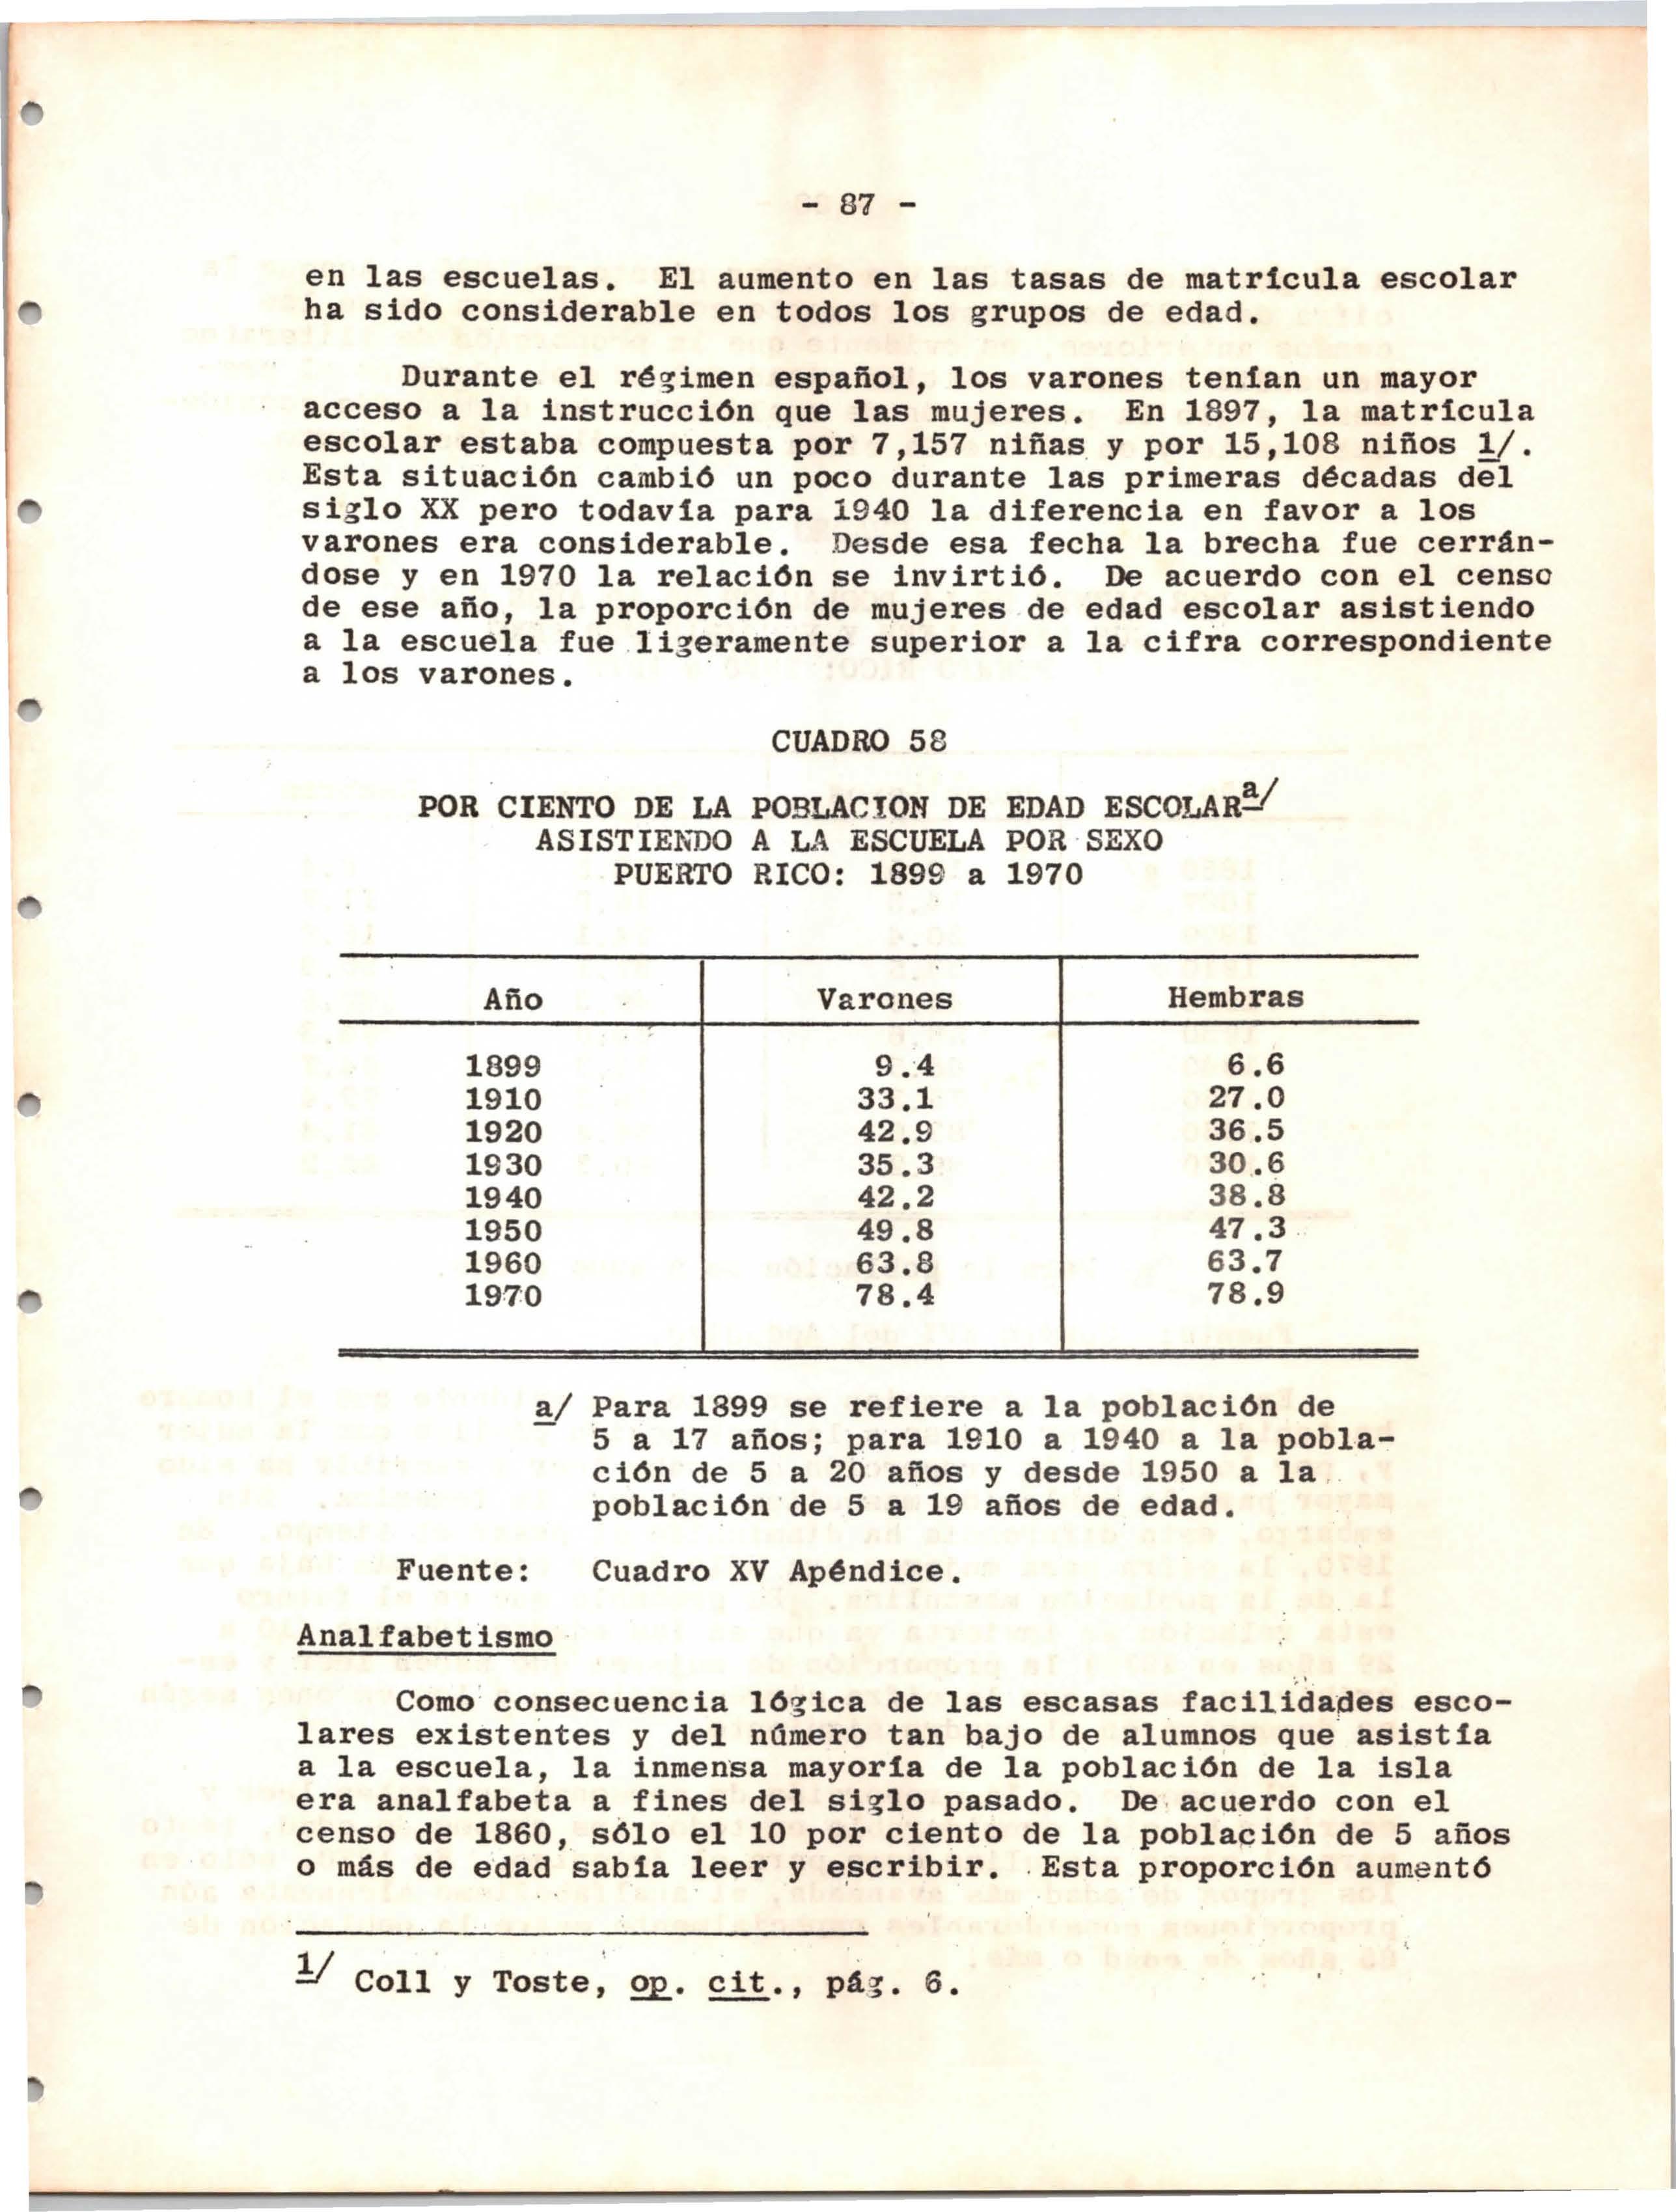 - 87 -
en las escuelas. El aumento en las tasas de matrícula escolar
ha sido considerable en todos los grupos de edad.
Durante el régimen español, los varones tenían un mayor
acceso a la instrucción que las mujeres. En 1897, la matrícula
escolar estaba compuesta por 7,157 niñas y por 15,108 niños 1/.
Esta situación cambió un poco durante las primeras décadas del
siglo XX pero todavía para 1940 la diferencia en favor a los
varones era considerable. Desde esa fecha la brecha fue cerrán-
dose y en 1970 la relación se invirtió. De acuerdo con el censo
de ese año, la proporción de mujeres de edad escolar asistiendo
a la escuela fue ligeramente superior a la cifra correspondiente
a los varones.
CUADRO 58
POR CIENTO DE LA POBLACION DE EDAD ESCOLAR a/
ASISTIENDO A LA ESCUELA POR SEXO
PUERTO RICO: 1899 a 1970
Año Varones Hembras
1899 9.4 6.6
1910 33.1 27.0
1920 42.9 36.5
1930 35.3 30.6
1940 42.2 38.8
1950 49.8 47.3
1960 63.8 63.7
1970 78.4 78.9
a/ Para 1899 se refiere a la población de
5 a 17 años; para 1910 a 1940 a la pobla-
ción de 5 a 20 años y desde 1950 a la
población de 5 a 19 años de edad.
Fuente: Cuadro XV Apéndice.
Analfabetismo
Como consecuencia lógica de las escasas facilidades esco-
lares existentes y del número tan bajo de alumnos que asistía
a la escuela, la inmensa mayoría de la población de la isla
era analfabeta a fines del siglo pasado. De acuerdo con el
censo de 1860, sólo el 10 por ciento de la población de 5 años
o más de edad sabía leer y escribir. Esta proporción aumentó
1/ Coll y Toste, op. cit., pág. 6.